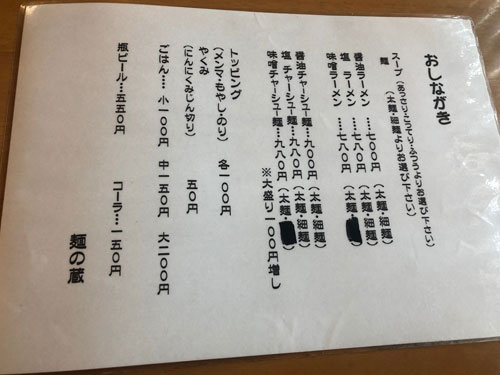 おしながき
スープ(あっさり・こってり・ふつうよりお選び下さい)
麺 (太麺・細麺よりお選び下さい)
醤油ラーメン‥‥七〇〇円 (太麺・細麺)
塩 ラーメン‥‥七八〇円 (太麺・細麺)
味噌ラーメン‥‥七八〇円 (太麺・
醤油チャーシュー麺‥九〇〇円 (太麺・細麺)
塩 チャーシュー麺‥九八〇円 (太麺・細麺)
味噌チャーシュー麺‥九八〇円 (太麺・
※大盛り一〇〇円増し
トッピング
(メンマ・もやし・のり) 各一〇〇円
やくみ
(にんにくみじん切り) 五〇円
ごはん‥‥ 小一〇〇円 中一五〇円 大二〇〇円
瓶ビール‥‥五五〇円 コーラ‥‥一五〇円
麺の蔵